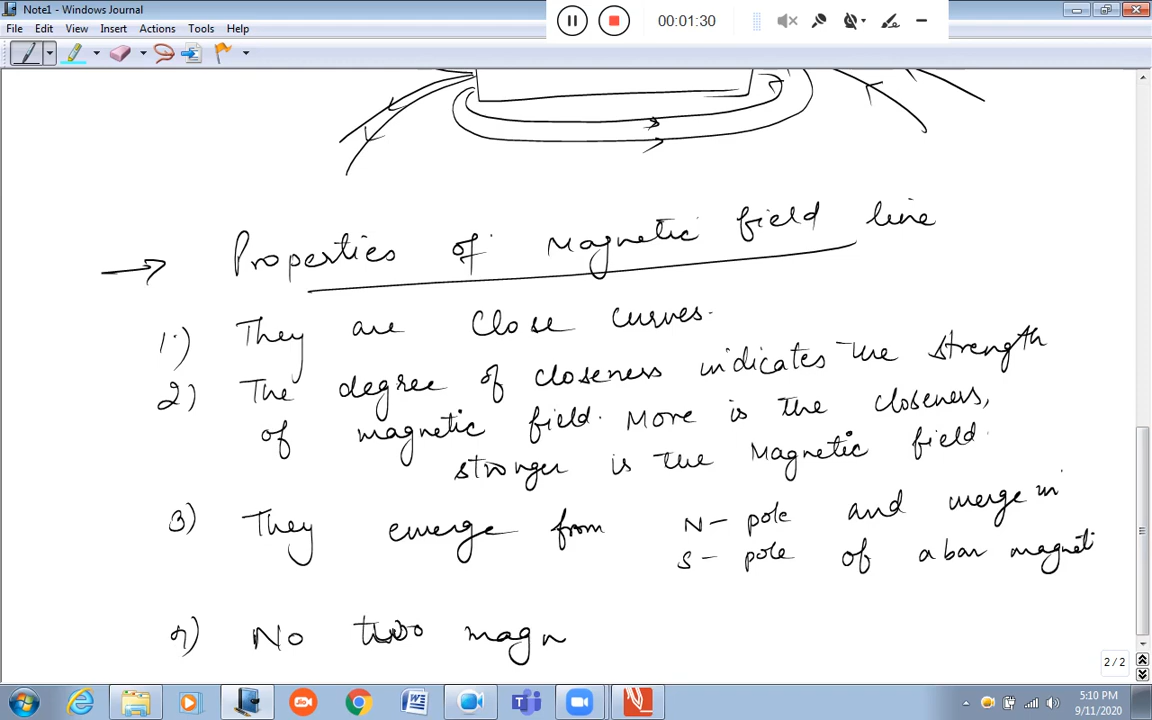 Note1 - Windows Journal
00:01:30
File Edit View Insert Actions Tools Help
→ Properties of Magnetic field line
1.) They are Close curves.
2) The degree of closeness indicates the strength
of magnetic field. More is the closeness,
stronger is the Magnetic field.
3) They emerge from N- pole and merge in
S- pole of a bar magnet
4) No two magn
2/2
5:10 PM
9/11/2020